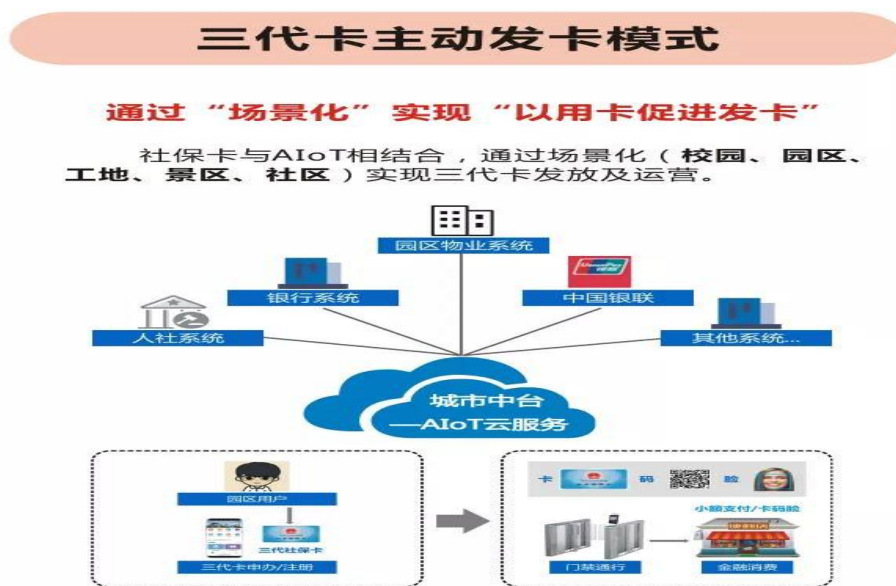 三代卡主动发卡模式
通过“场景化”实现“以用卡促进发卡”
社保卡与AIoT相结合，通过场景化（校园、园区、
工地、景区、社区）实现三代卡发放及运营。
园区物业系统
银行系统
中国银联
人社系统
其他系统...
城市中台
—AIoT云服务
园区用户
三代社保卡
三代卡申办/注册
卡
码
脸
小额支付/卡码脸
门禁通行
金融消费